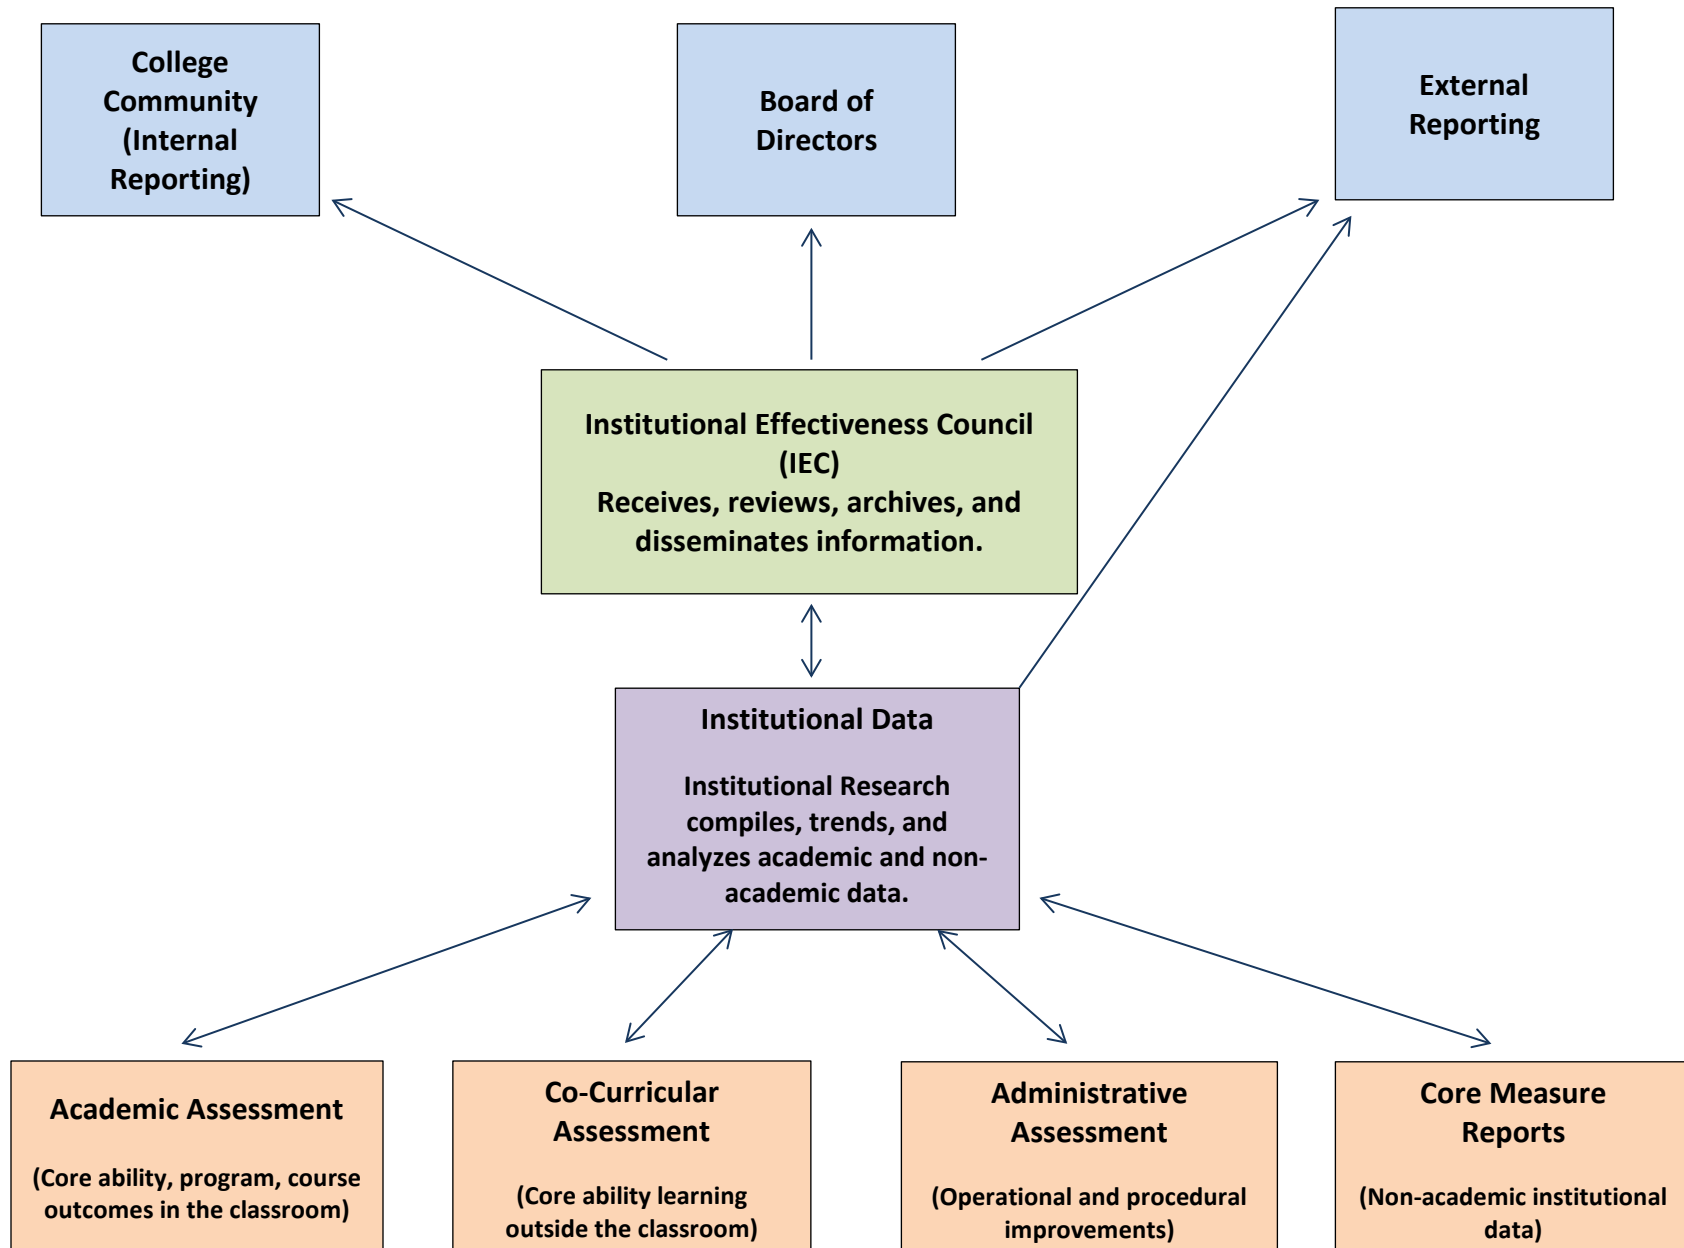 College
Community
(Internal
Reporting)
Board of
Directors
External
Reporting
Institutional Effectiveness Council
(IEC)
Receives, reviews, archives, and
disseminates information.
Institutional Data
Institutional Research
compiles, trends, and
analyzes academic and non-
academic data.
Academic Assessment
(Core ability, program, course
outcomes in the classroom)
Co-Curricular
Assessment
(Core ability learning
outside the classroom)
Administrative
Assessment
(Operational and procedural
improvements)
Core Measure
Reports
(Non-academic institutional
data)